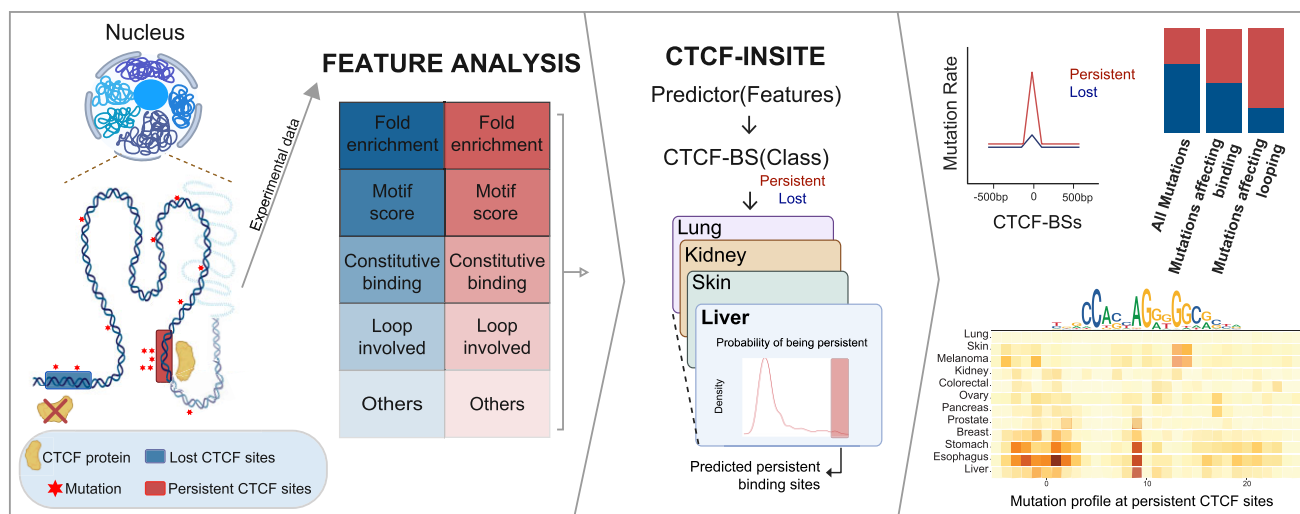 Nucleus
Experimental data
CTCF protein
Lost CTCF sites
Mutation
Persistent CTCF sites
FEATURE ANALYSIS
Fold
enrichment
Fold
enrichment
Motif
score
Motif
score
Constitutive
binding
Constitutive
binding
Loop
involved
Loop
involved
Others
Others
CTCF-INSITE
Predictor(Features)
CTCF-BS(Class)
Persistent
Lost
Lung
Kidney
Skin
Liver
Probability of being persistent
Density
Predicted persistent
binding sites
Mutation Rate
Persistent
Lost
-500bp
0
500bp
CTCF-BSs
All Mutations
Mutations affecting
binding
Mutations affecting
looping
Lung
Skin
Melanoma
Kidney
Colorectal
Ovary
Pancreas
Prostate
Breast
Stomach
Esophagus
Liver
0
10
20
Mutation profile at persistent CTCF sites